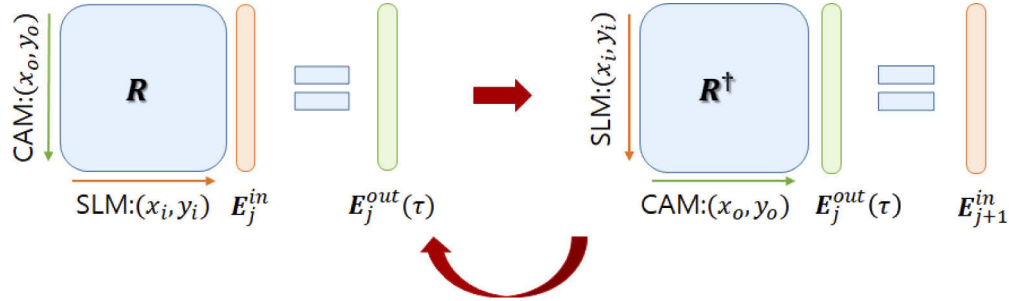 CAM:(x_o, y_o)
R
SLM:(x_i, y_i)
E_j^{in}
E_j^{out}(τ)
SLM:(x_i, y_i)
R†
CAM:(x_o, y_o)
E_j^{out}(τ)
E_{j+1}^{in}